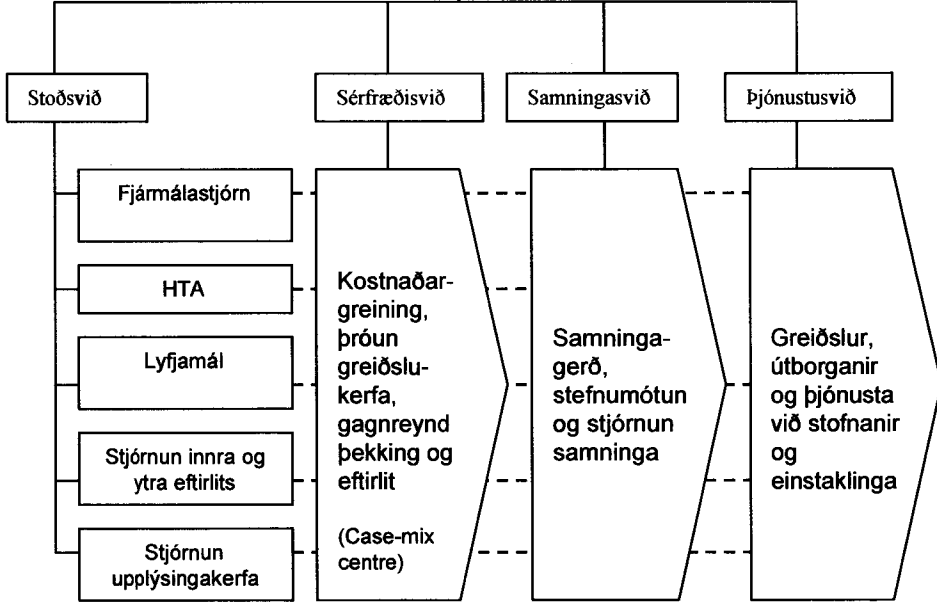 Stoðsvið
Sérfræðisvið
Samningasvið
Þjónustusvið
Fjármálastjórn
HTA
Lyfjamál
Stjórnun innra og
ytra eftirlits
Stjórnun
upplýsingakerfa
Kostnaðar-
greining,
þróun
greiðslu-
kerfa,
gagnreynd
þekking og
eftirlit
(Case-mix
centre)
Samninga-
gerð,
stefnumótun
og stjórnun
samninga
Greiðslur,
útborganir
og þjónusta
við stofnanir
og
einstaklinga